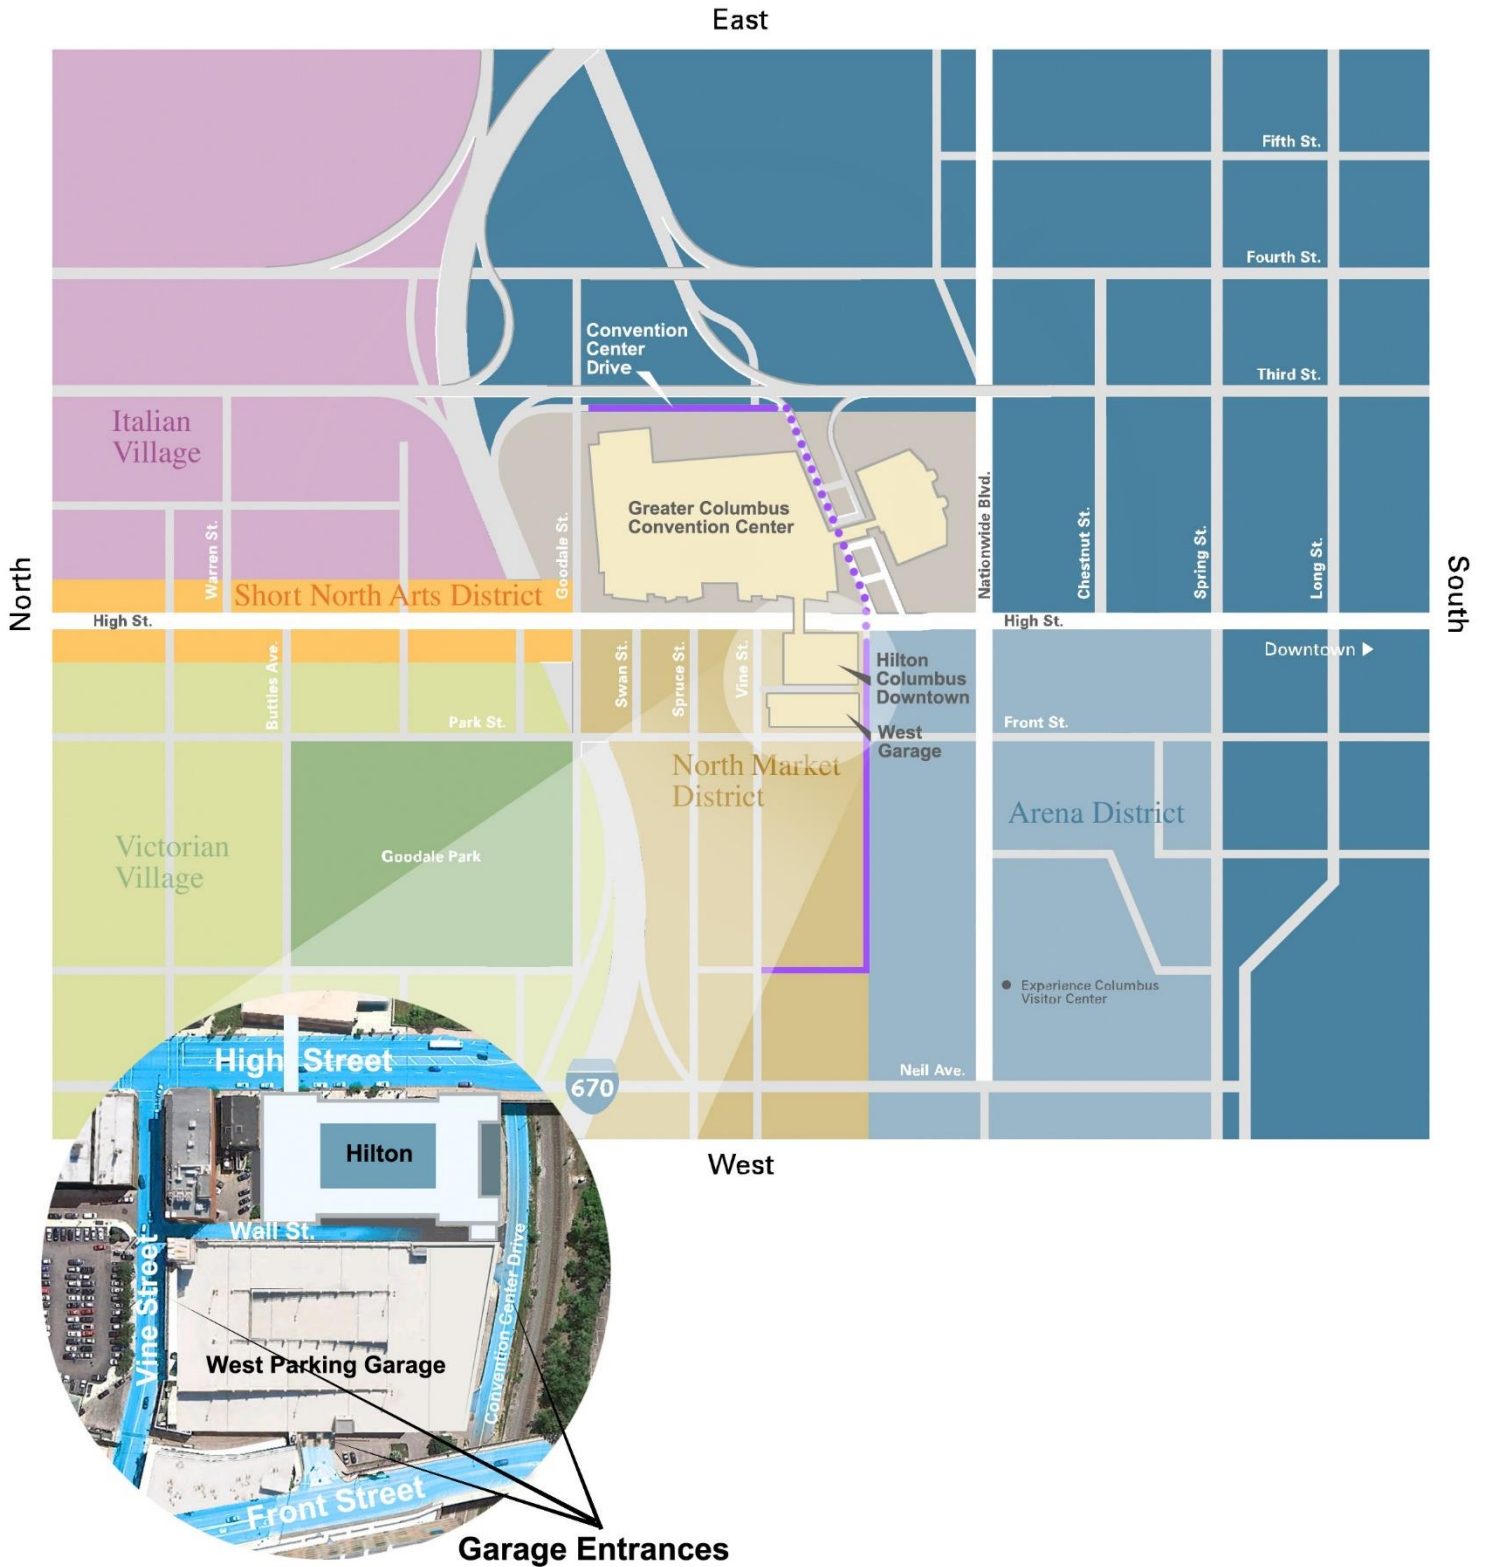 East
Fifth St.
Fourth St.
Convention
Center
Drive
Third St.
Italian
Village
Greater Columbus
Convention Center
Warren St.
Goodale St.
Nationwide Blvd.
Chestnut St.
Spring St.
Long St.
North
South
Short North Arts District
High St.
High St.
Buttles Ave.
Swan St.
Spruce St.
Vine St.
Hilton
Columbus
Downtown
Downtown
Park St.
Front St.
West
Garage
North Market
District
Arena District
Victorian
Village
Goodale Park
Experience Columbus
Visitor Center
Neil Ave.
670
West
High Street
Hilton
Wall St.
Vine Street
Convention Center Drive
West Parking Garage
Front Street
Garage Entrances